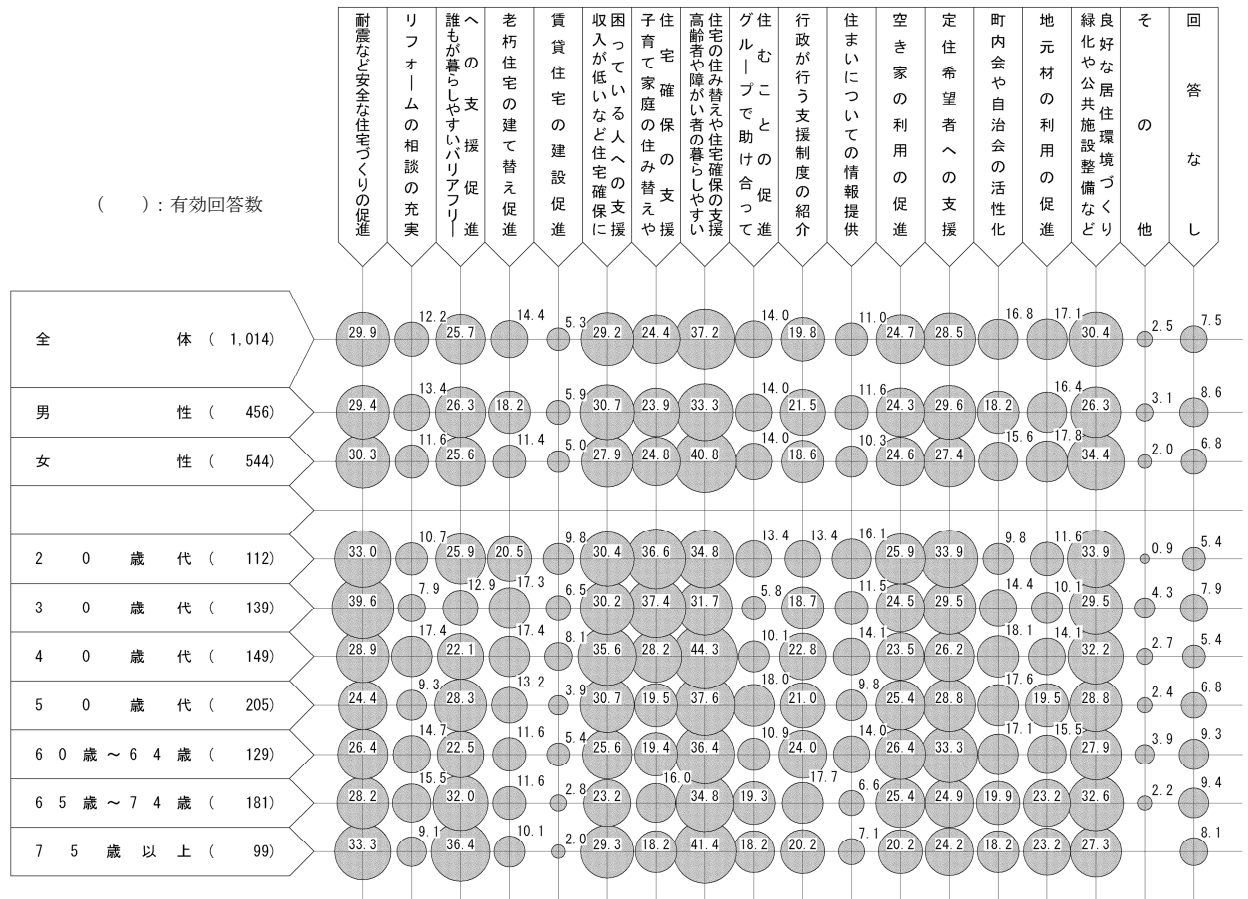 耐震など安全な住宅づくりの促進
リフォームの相談の充実
誰もが暮らしやすいバリアフリー
への支援促進
老朽住宅の建て替え促進
賃貸住宅の建設促進
収入が低いなど住宅確保に
困っている人への支援
子育て家庭の住み替えや
住宅確保の支援
高齢者や障がい者の暮らしやすい
住宅の住み替えや住宅確保の支援
グループで助け合って
住むことの促進
行政が行う支援制度の紹介
住まいについての情報提供
空き家の利用の促進
定住希望者への支援
町内会や自治会の活性化
地元材の利用の促進
緑化や公共施設整備など
良好な居住環境づくり
その他
回答なし
( ):有効回答数
全体 ( 1,014) 29.9 12.2 25.7 14.4 5.3 29.2 24.4 37.2 14.0 19.8 11.0 24.7 28.5 16.8 17.1 30.4 2.5 7.5
男性 ( 456) 29.4 13.4 26.3 18.2 5.9 30.7 23.9 33.3 14.0 21.5 11.6 24.3 29.6 18.2 16.4 26.3 3.1 8.6
女性 ( 544) 30.3 11.6 25.6 11.4 5.0 27.9 24.8 40.8 14.0 18.6 10.3 24.6 27.4 15.6 17.8 34.4 2.0 6.8
20歳代 ( 112) 33.0 10.7 25.9 20.5 9.8 30.4 36.6 34.8 13.4 13.4 16.1 25.9 33.9 9.8 11.6 33.9 0.9 5.4
30歳代 ( 139) 39.6 7.9 12.9 17.3 6.5 30.2 37.4 31.7 5.8 18.7 11.5 24.5 29.5 14.4 10.1 29.5 4.3 7.9
40歳代 ( 149) 28.9 17.4 22.1 17.4 8.1 35.6 28.2 44.3 10.1 22.8 14.1 23.5 26.2 18.1 14.1 32.2 2.7 5.4
50歳代 ( 205) 24.4 9.3 28.3 13.2 3.9 30.7 19.5 37.6 18.0 21.0 9.8 25.4 28.8 17.6 19.5 28.8 2.4 6.8
60歳~64歳 ( 129) 26.4 14.7 22.5 11.6 5.4 25.6 19.4 36.4 10.9 24.0 14.0 26.4 33.3 17.1 15.5 27.9 3.9 9.3
65歳~74歳 ( 181) 28.2 15.5 32.0 11.6 2.8 23.2 16.0 34.8 19.3 17.7 6.6 25.4 24.9 19.9 23.2 32.6 2.2 9.4
75歳以上 ( 99) 33.3 9.1 36.4 10.1 2.0 29.3 18.2 41.4 18.2 20.2 7.1 20.2 24.2 18.2 23.2 27.3 8.1